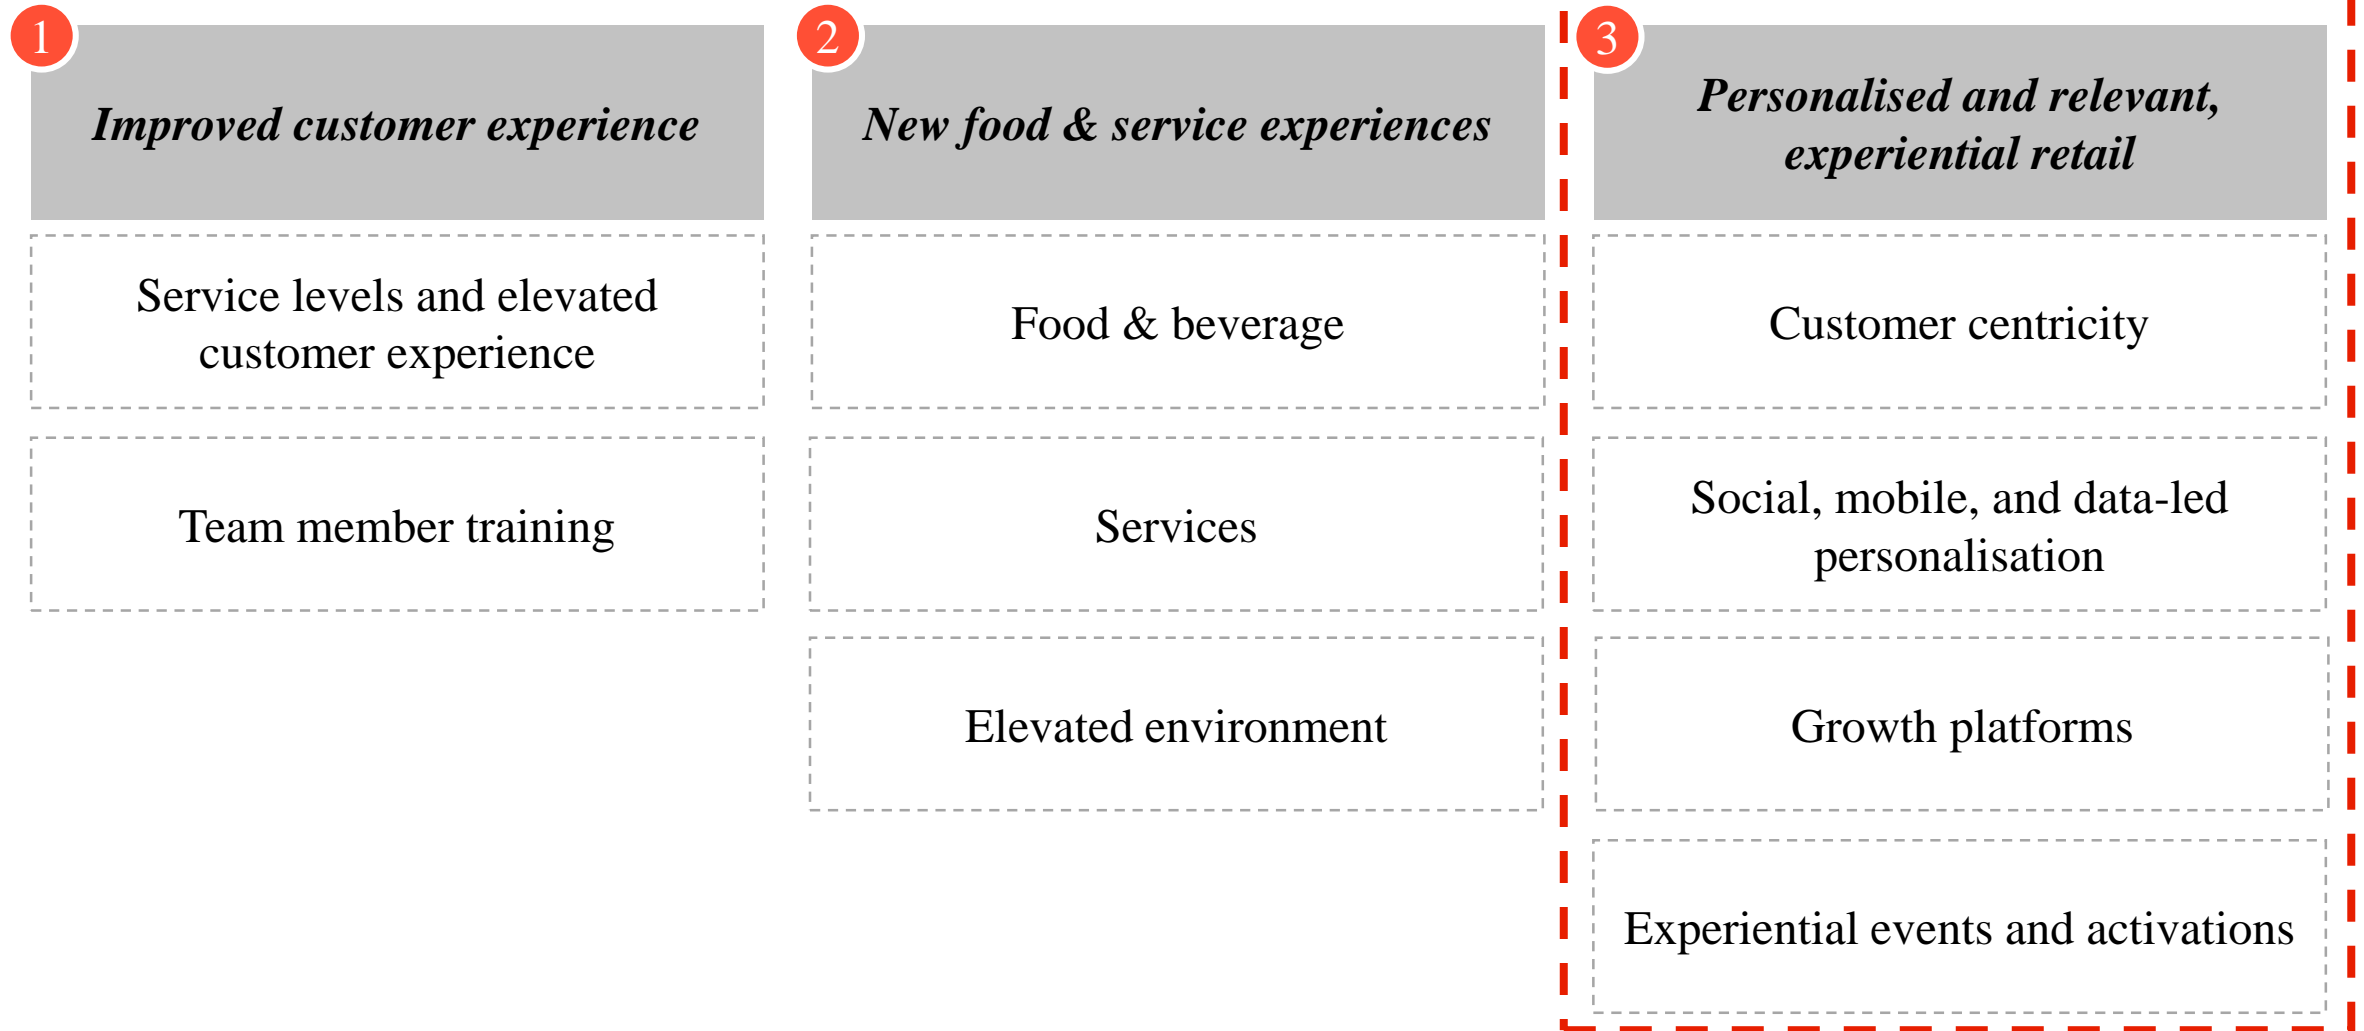 1
Improved customer experience
Service levels and elevated
customer experience
Team member training
2
New food & service experiences
Food & beverage
Services
Elevated environment
3
Personalised and relevant,
experiential retail
Customer centricity
Social, mobile, and data-led
personalisation
Growth platforms
Experiential events and activations